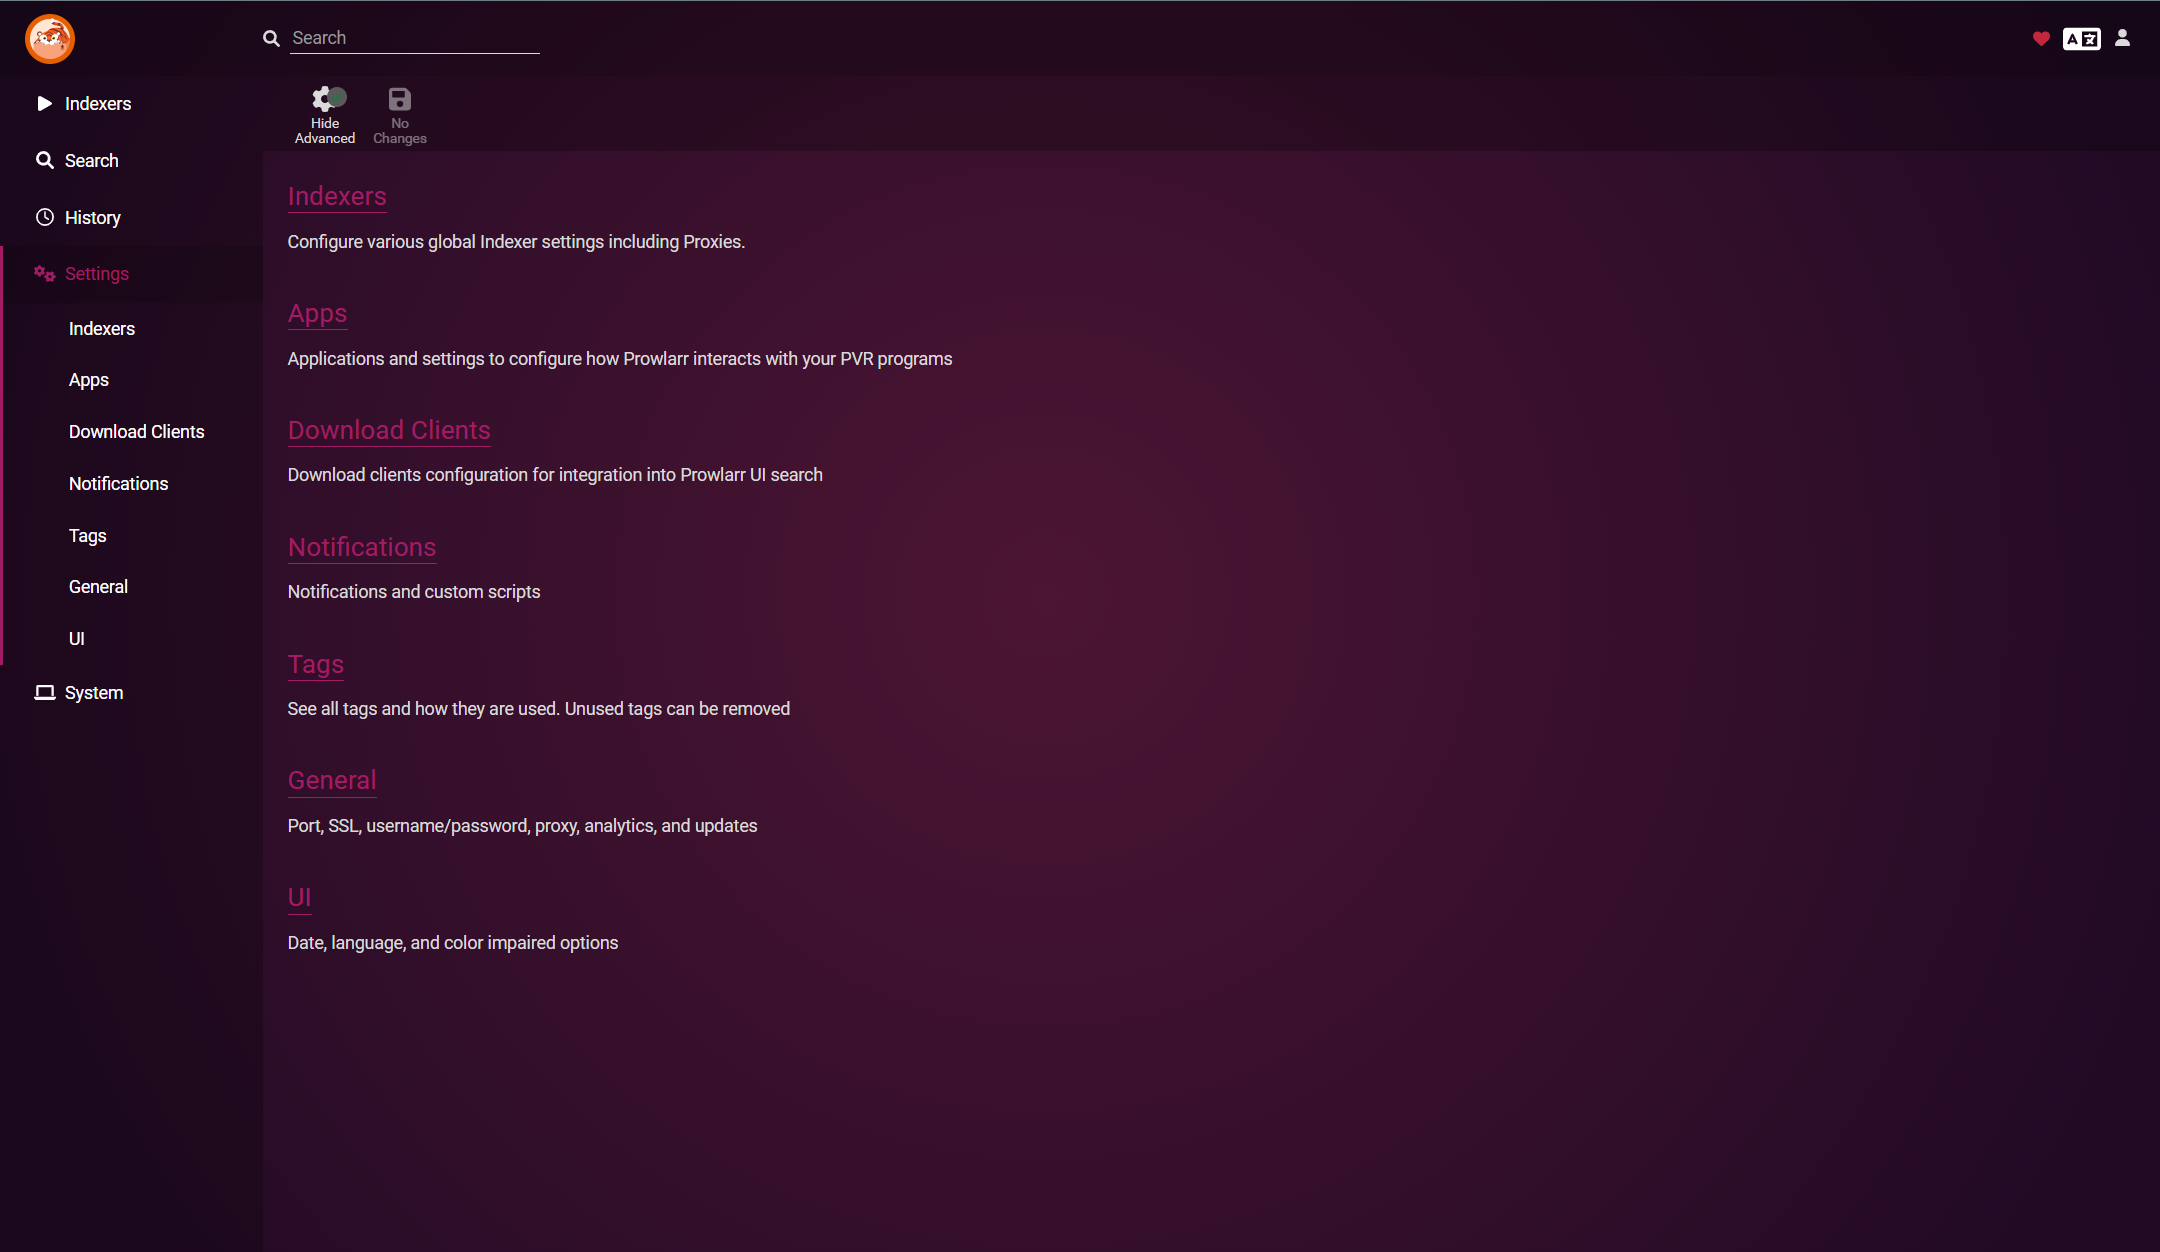 Search
Indexers
Search
History
Settings
Indexers
Apps
Download Clients
Notifications
Tags
General
UI
System
Hide
Advanced
No
Changes
Indexers
Configure various global Indexer settings including Proxies.
Apps
Applications and settings to configure how Prowlarr interacts with your PVR programs
Download Clients
Download clients configuration for integration into Prowlarr UI search
Notifications
Notifications and custom scripts
Tags
See all tags and how they are used. Unused tags can be removed
General
Port, SSL, username/password, proxy, analytics, and updates
UI
Date, language, and color impaired options